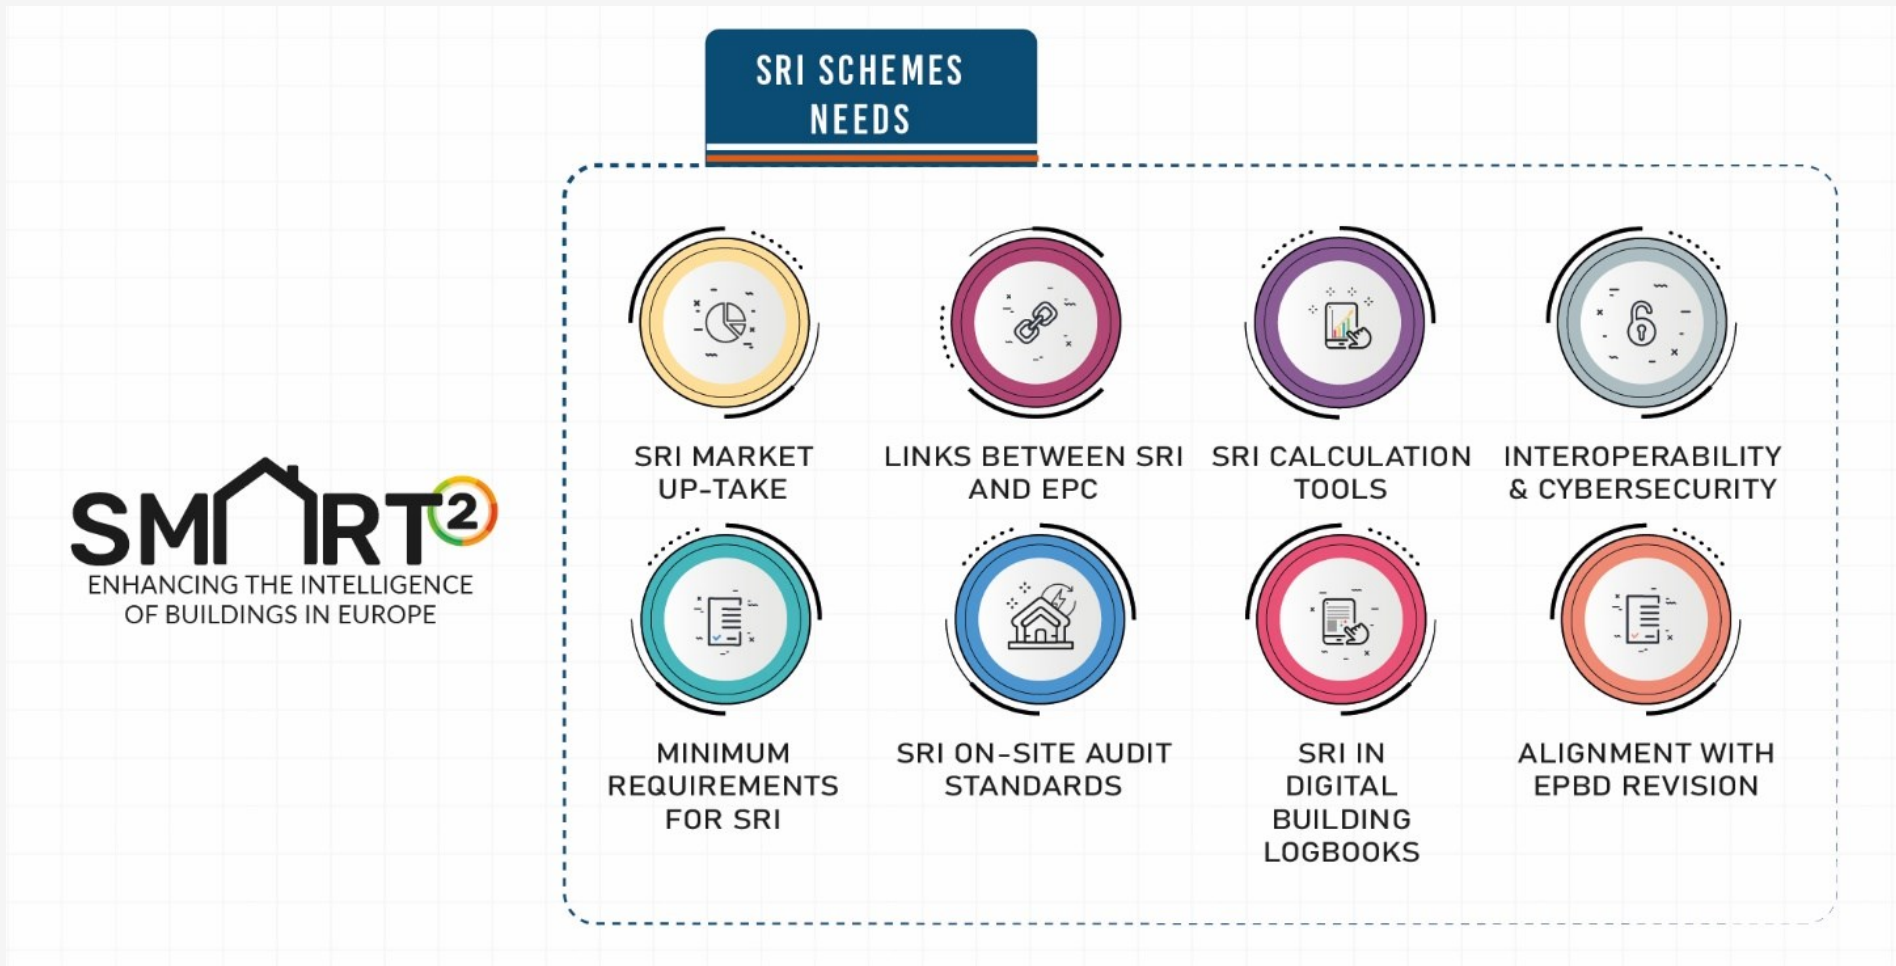 SRI SCHEMES
NEEDS
SRI MARKET
UP-TAKE
LINKS BETWEEN SRI
AND EPC
SRI CALCULATION
TOOLS
INTEROPERABILITY
& CYBERSECURITY
SMART2
ENHANCING THE INTELLIGENCE
OF BUILDINGS IN EUROPE
MINIMUM
REQUIREMENTS
FOR SRI
SRI ON-SITE AUDIT
STANDARDS
SRI IN
DIGITAL
BUILDING
LOGBOOKS
ALIGNMENT WITH
EPBD REVISION